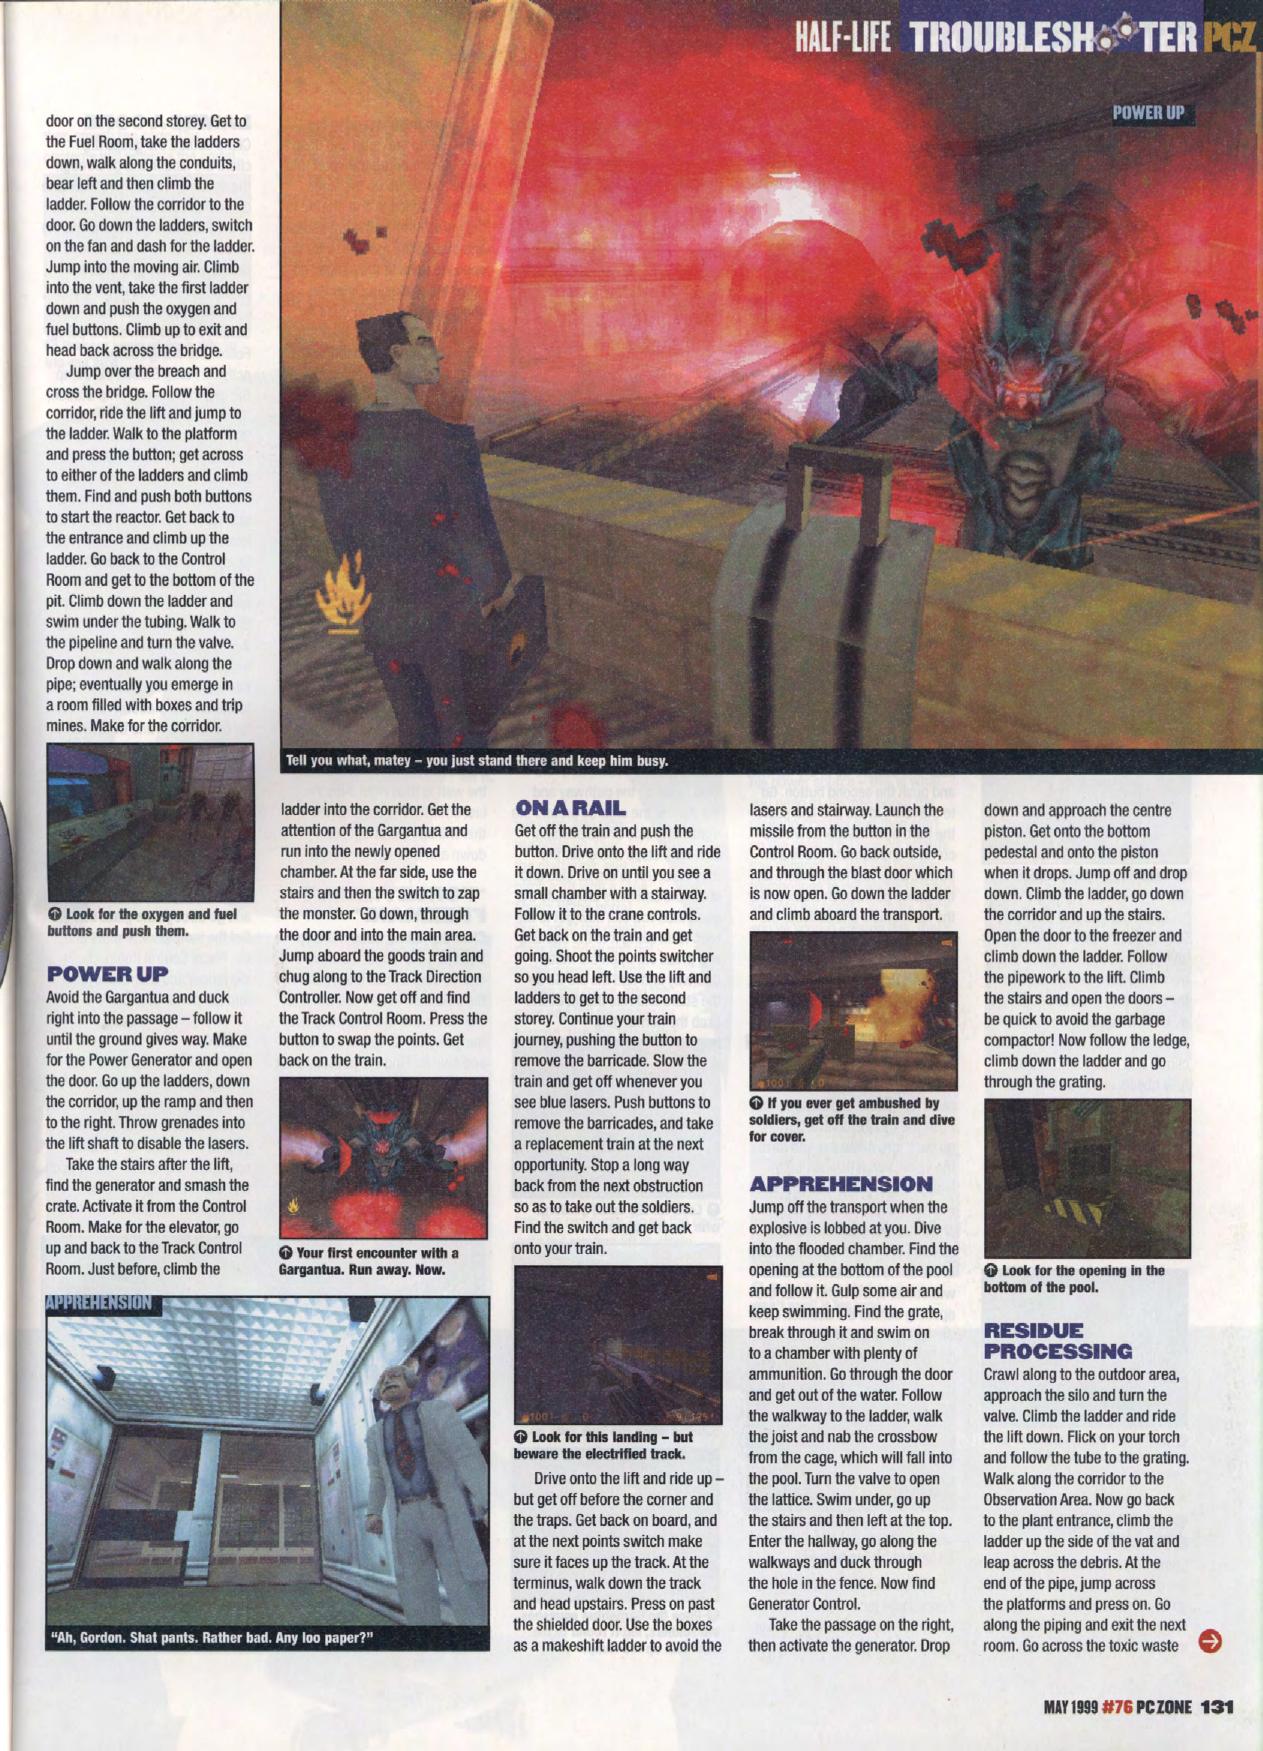 HALF-LIFE TROUBLESHOOTER PCZ
POWER UP
door on the second storey. Get to
the Fuel Room, take the ladders
down, walk along the conduits,
bear left and then climb the
ladder. Follow the corridor to the
door. Go down the ladders, switch
on the fan and dash for the ladder.
Jump into the moving air. Climb
into the vent, take the first ladder
down and push the oxygen and
fuel buttons. Climb up to exit and
head back across the bridge.
Jump over the breach and
cross the bridge. Follow the
corridor, ride the lift and jump to
the ladder. Walk to the platform
and press the button; get across
to either of the ladders and climb
them. Find and push both buttons
to start the reactor. Get back to
the entrance and climb up the
ladder. Go back to the Control
Room and get to the bottom of the
pit. Climb down the ladder and
swim under the tubing. Walk to
the pipeline and turn the valve.
Drop down and walk along the
pipe; eventually you emerge in
a room filled with boxes and trip
mines. Make for the corridor.
Tell you what, matey – you just stand there and keep him busy.
Look for the oxygen and fuel
buttons and push them.
POWER UP
Avoid the Gargantua and duck
right into the passage – follow it
until the ground gives way. Make
for the Power Generator and open
the door. Go up the ladders, down
the corridor, up the ramp and then
to the right. Throw grenades into
the lift shaft to disable the lasers.
Take the stairs after the lift,
find the generator and smash the
crate. Activate it from the Control
Room. Make for the elevator, go
up and back to the Track Control
Room. Just before, climb the
ladder into the corridor. Get the
attention of the Gargantua and
run into the newly opened
chamber. At the far side, use the
stairs and then the switch to zap
the monster. Go down, through
the door and into the main area.
Jump aboard the goods train and
chug along to the Track Direction
Controller. Now get off and find
the Track Control Room. Press the
button to swap the points. Get
back on the train.
Your first encounter with a
Gargantua. Run away. Now.
APPREHENSION
"Ah, Gordon. Shat pants. Rather bad. Any loo paper?"
ON A RAIL
Get off the train and push the
button. Drive onto the lift and ride
it down. Drive on until you see a
small chamber with a stairway.
Follow it to the crane controls.
Get back on the train and get
going. Shoot the points switcher
so you head left. Use the lift and
ladders to get to the second
storey. Continue your train
journey, pushing the button to
remove the barricade. Slow the
train and get off whenever you
see blue lasers. Push buttons to
remove the barricades, and take
a replacement train at the next
opportunity. Stop a long way
back from the next obstruction
so as to take out the soldiers.
Find the switch and get back
onto your train.
Look for this landing – but
beware the electrified track.
Drive onto the lift and ride up –
but get off before the corner and
the traps. Get back on board, and
at the next points switch make
sure it faces up the track. At the
terminus, walk down the track
and head upstairs. Press on past
the shielded door. Use the boxes
as a makeshift ladder to avoid the
lasers and stairway. Launch the
missile from the button in the
Control Room. Go back outside,
and through the blast door which
is now open. Go down the ladder
and climb aboard the transport.
If you ever get ambushed by
soldiers, get off the train and dive
for cover.
APPREHENSION
Jump off the transport when the
explosive is lobbed at you. Dive
into the flooded chamber. Find the
opening at the bottom of the pool
and follow it. Gulp some air and
keep swimming. Find the grate,
break through it and swim on
to a chamber with plenty of
ammunition. Go through the door
and get out of the water. Follow
the walkway to the ladder, walk
the joist and nab the crossbow
from the cage, which will fall into
the pool. Turn the valve to open
the lattice. Swim under, go up
the stairs and then left at the top.
Enter the hallway, go along the
walkways and duck through
the hole in the fence. Now find
Generator Control.
Take the passage on the right,
then activate the generator. Drop
down and approach the centre
piston. Get onto the bottom
pedestal and onto the piston
when it drops. Jump off and drop
down. Climb the ladder, go down
the corridor and up the stairs.
Open the door to the freezer and
climb down the ladder. Follow
the pipework to the lift. Climb
the stairs and open the doors –
be quick to avoid the garbage
compactor! Now follow the ledge,
climb down the ladder and go
through the grating.
Look for the opening in the
bottom of the pool.
RESIDUE
PROCESSING
Crawl along to the outdoor area,
approach the silo and turn the
valve. Climb the ladder and ride
the lift down. Flick on your torch
and follow the tube to the grating.
Walk along the corridor to the
Observation Area. Now go back
to the plant entrance, climb the
ladder up the side of the vat and
leap across the debris. At the
end of the pipe, jump across
the platforms and press on. Go
along the piping and exit the next
room. Go across the toxic waste
MAY 1999 #76 PC ZONE 131